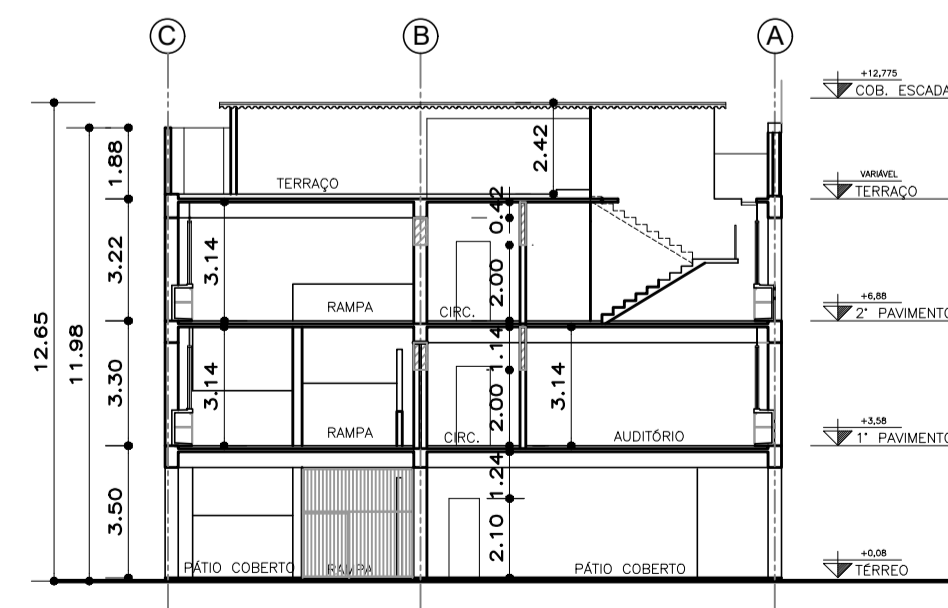 C B A
+12,775
COB. ESCADA
1.88
2.42
TERRAÇO
VARIÁVEL
TERRAÇO
0.42
3.22
3.14
2.00
RAMPA
CIRC.
+6,88
2° PAVIMENTO
12.65
11.98
3.30
3.14
1.14
2.00
3.14
RAMPA
CIRC.
AUDITÓRIO
+3,58
1° PAVIMENTO
1.24
3.50
2.10
PÁTIO COBERTO
RAMPA
PÁTIO COBERTO
+0,08
TÉRREO